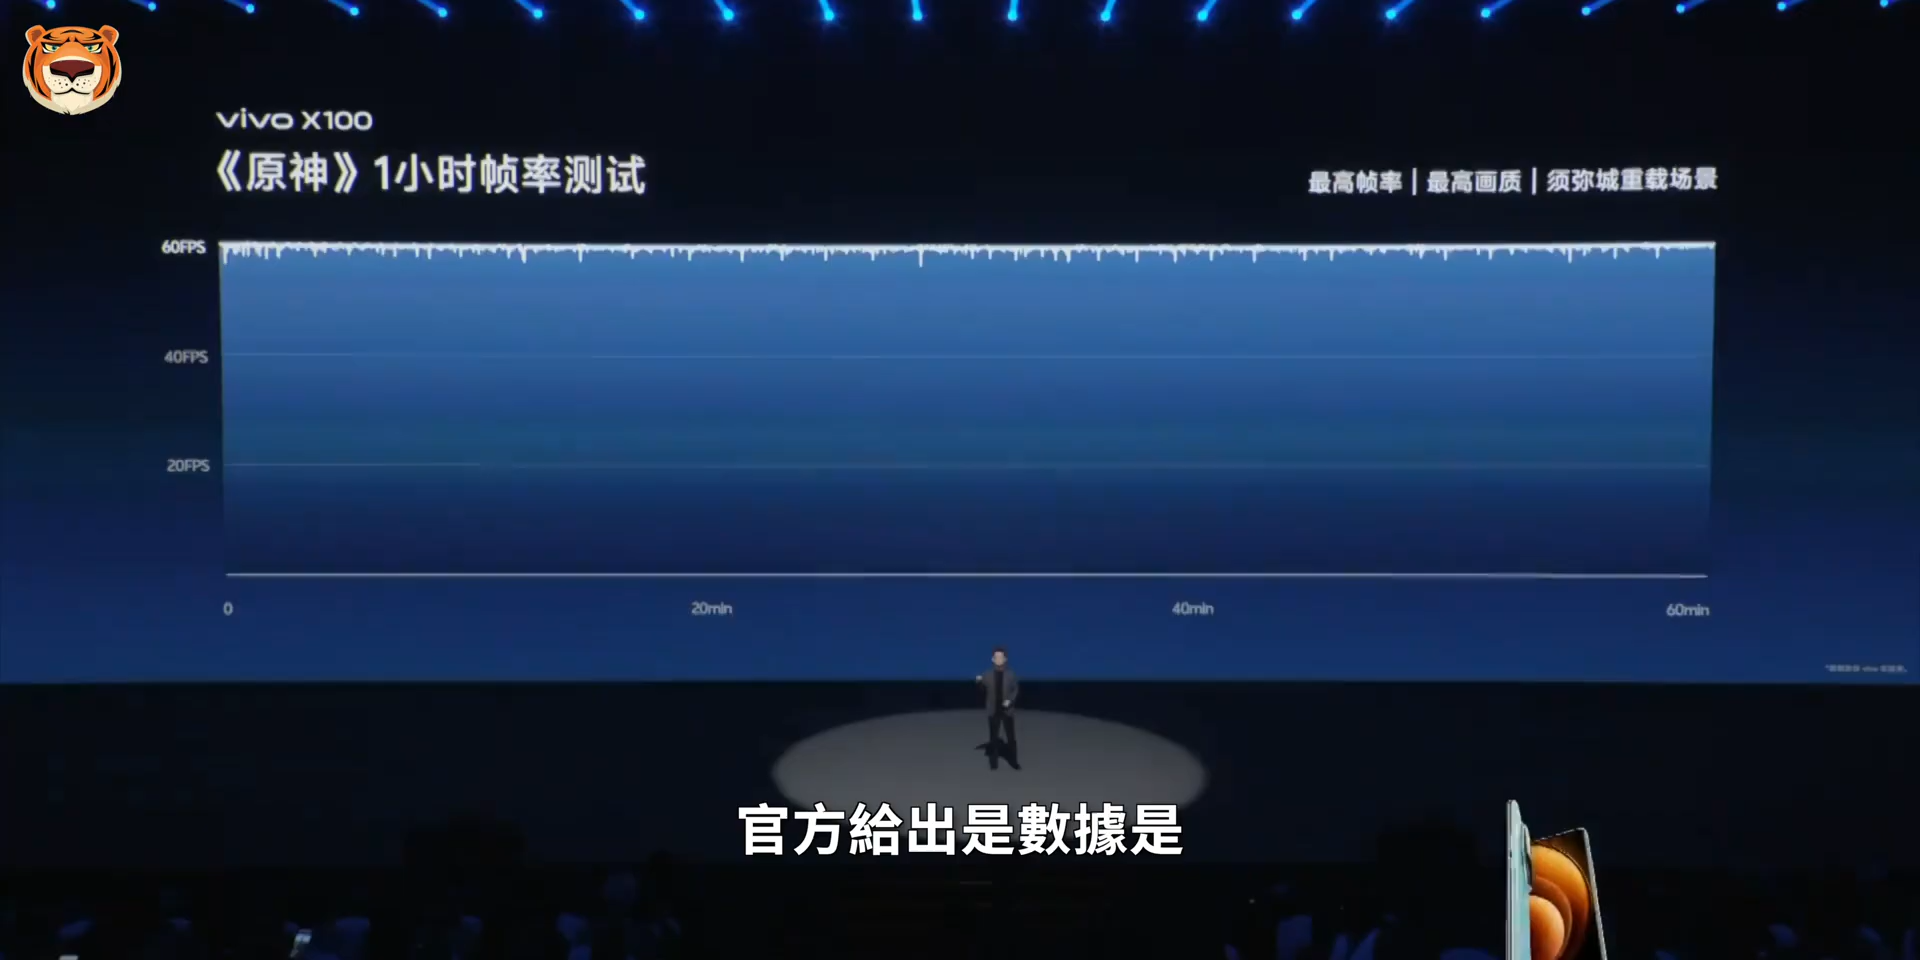 vivo X100
《原神》1小时帧率测试
最高帧率 | 最高画质 | 须弥城重载场景
60FPS
40FPS
20FPS
0 20min 40min 60min
官方給出是數據是